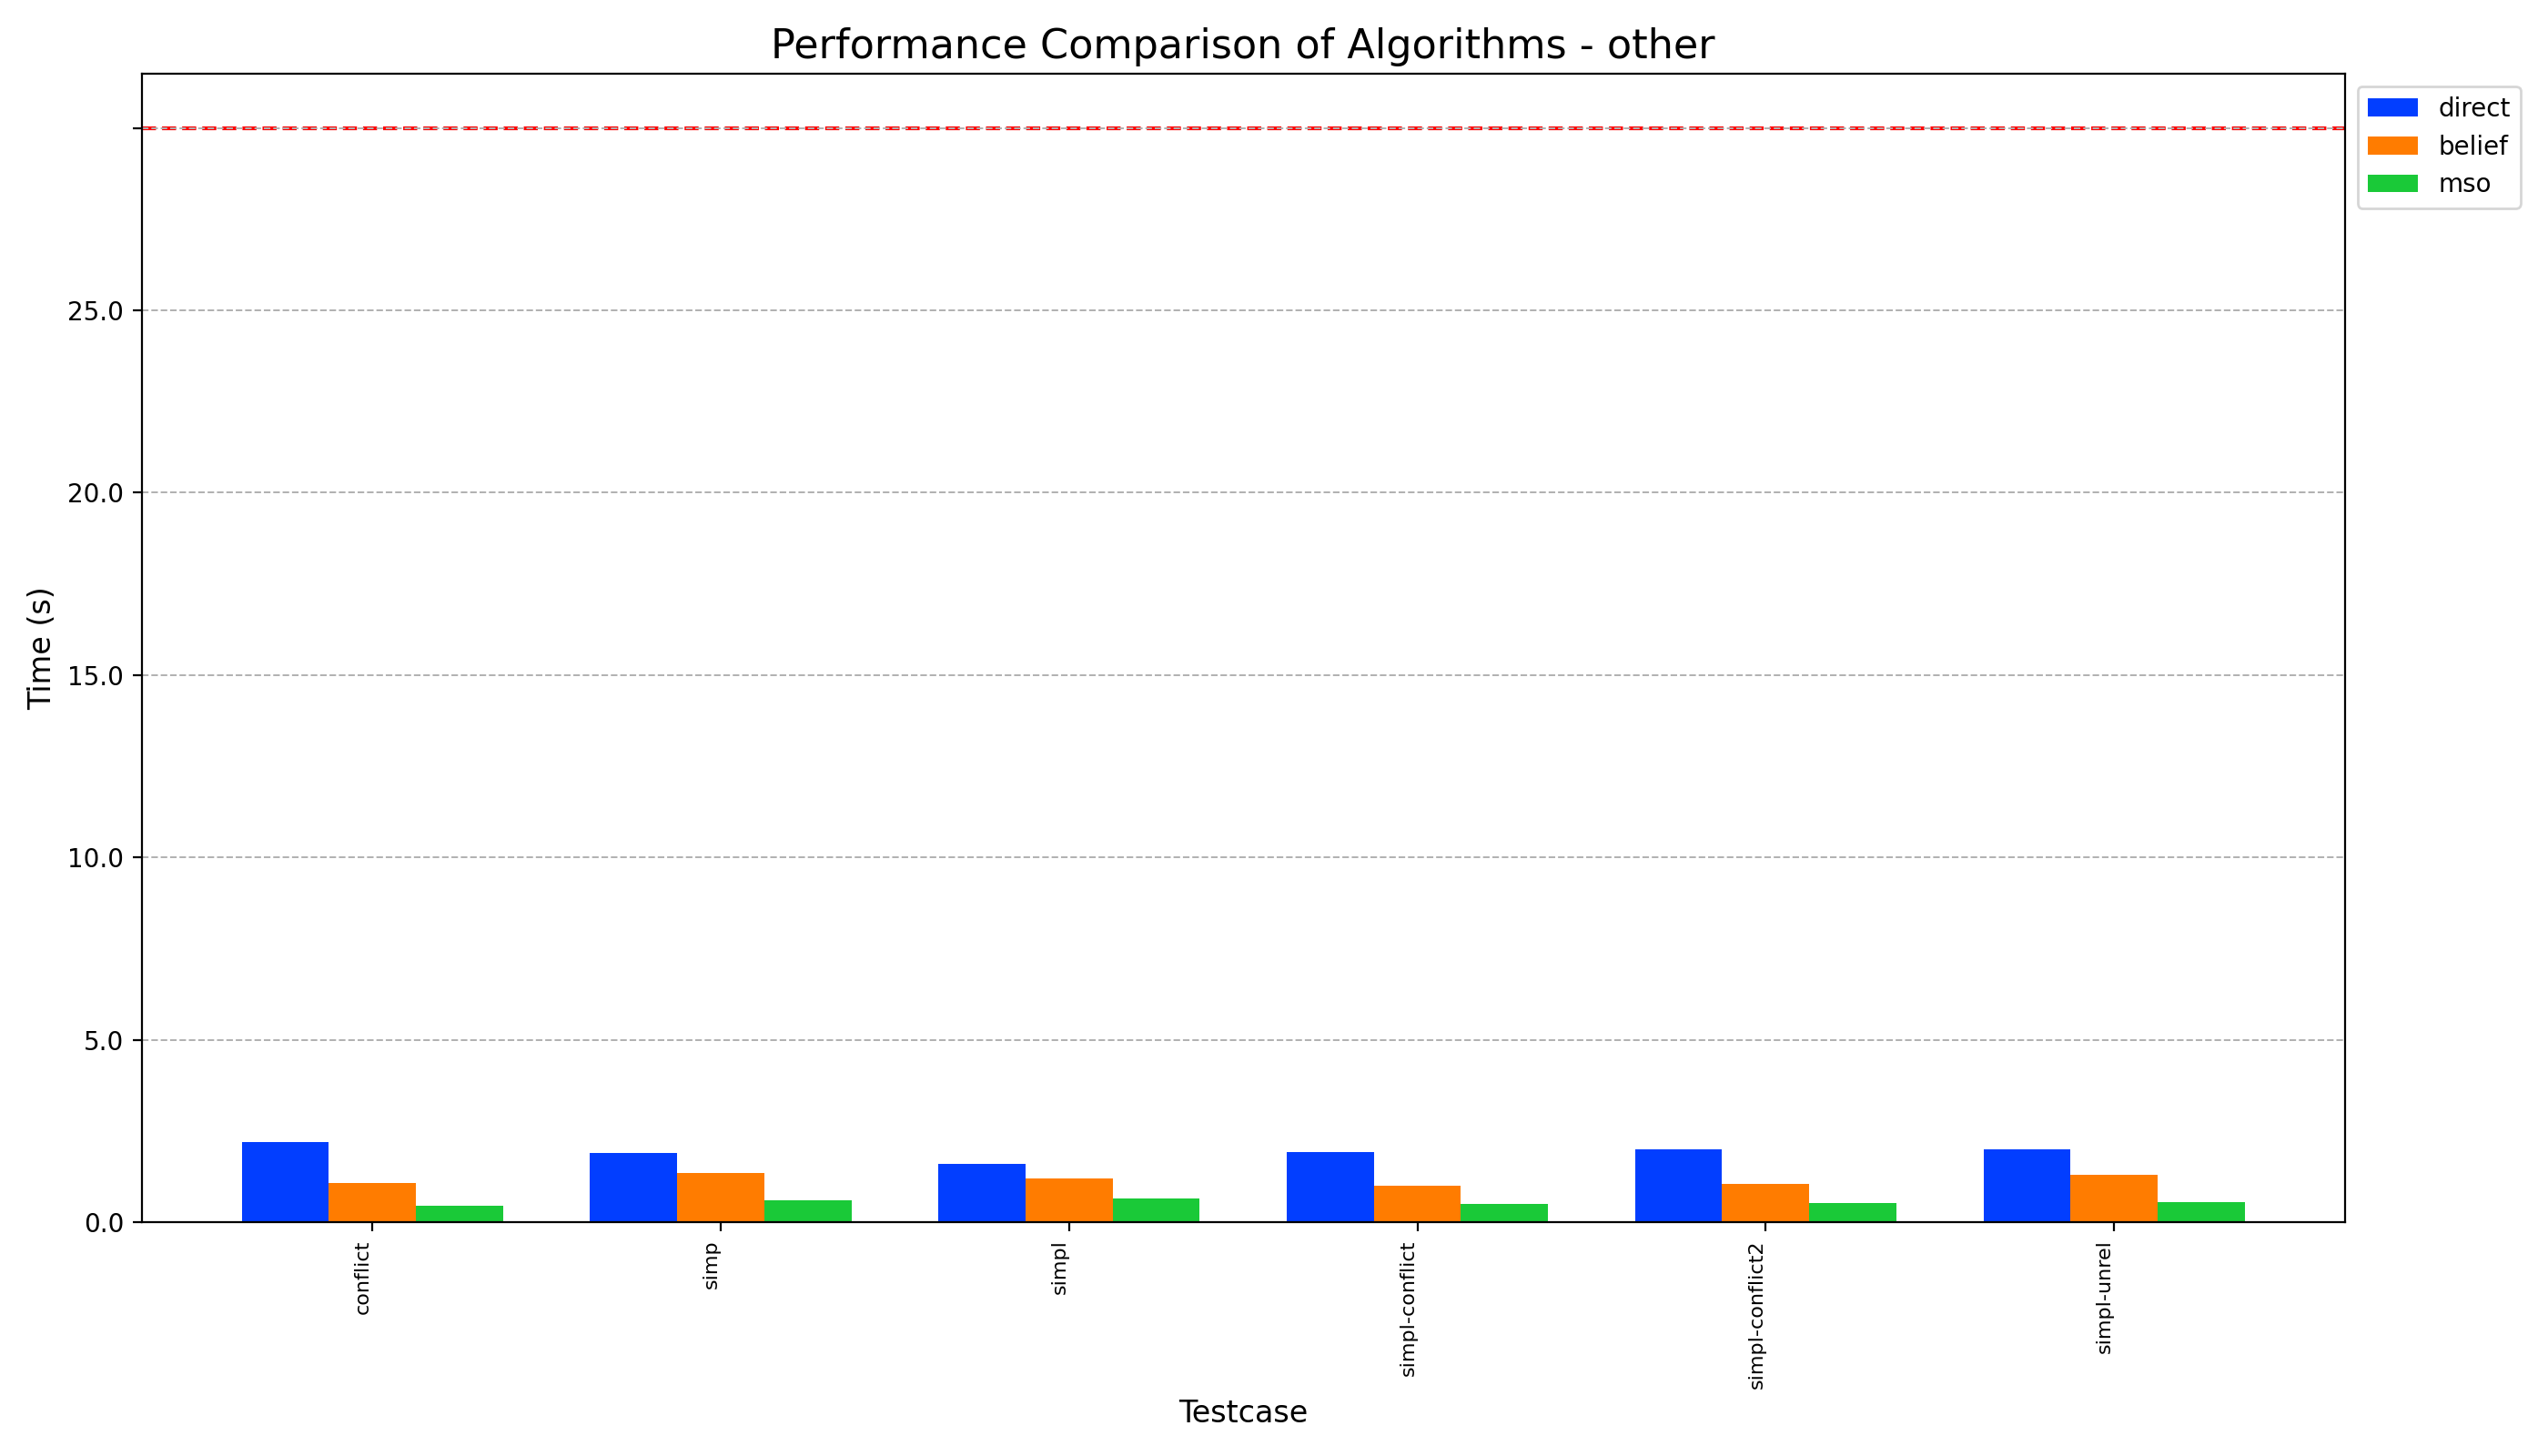 Performance Comparison of Algorithms - other
direct
belief
mso
Time (s)
25.0
20.0
15.0
10.0
5.0
0.0
conflict
simp
simpl
simpl-conflict
simpl-conflict2
simpl-unrel
Testcase